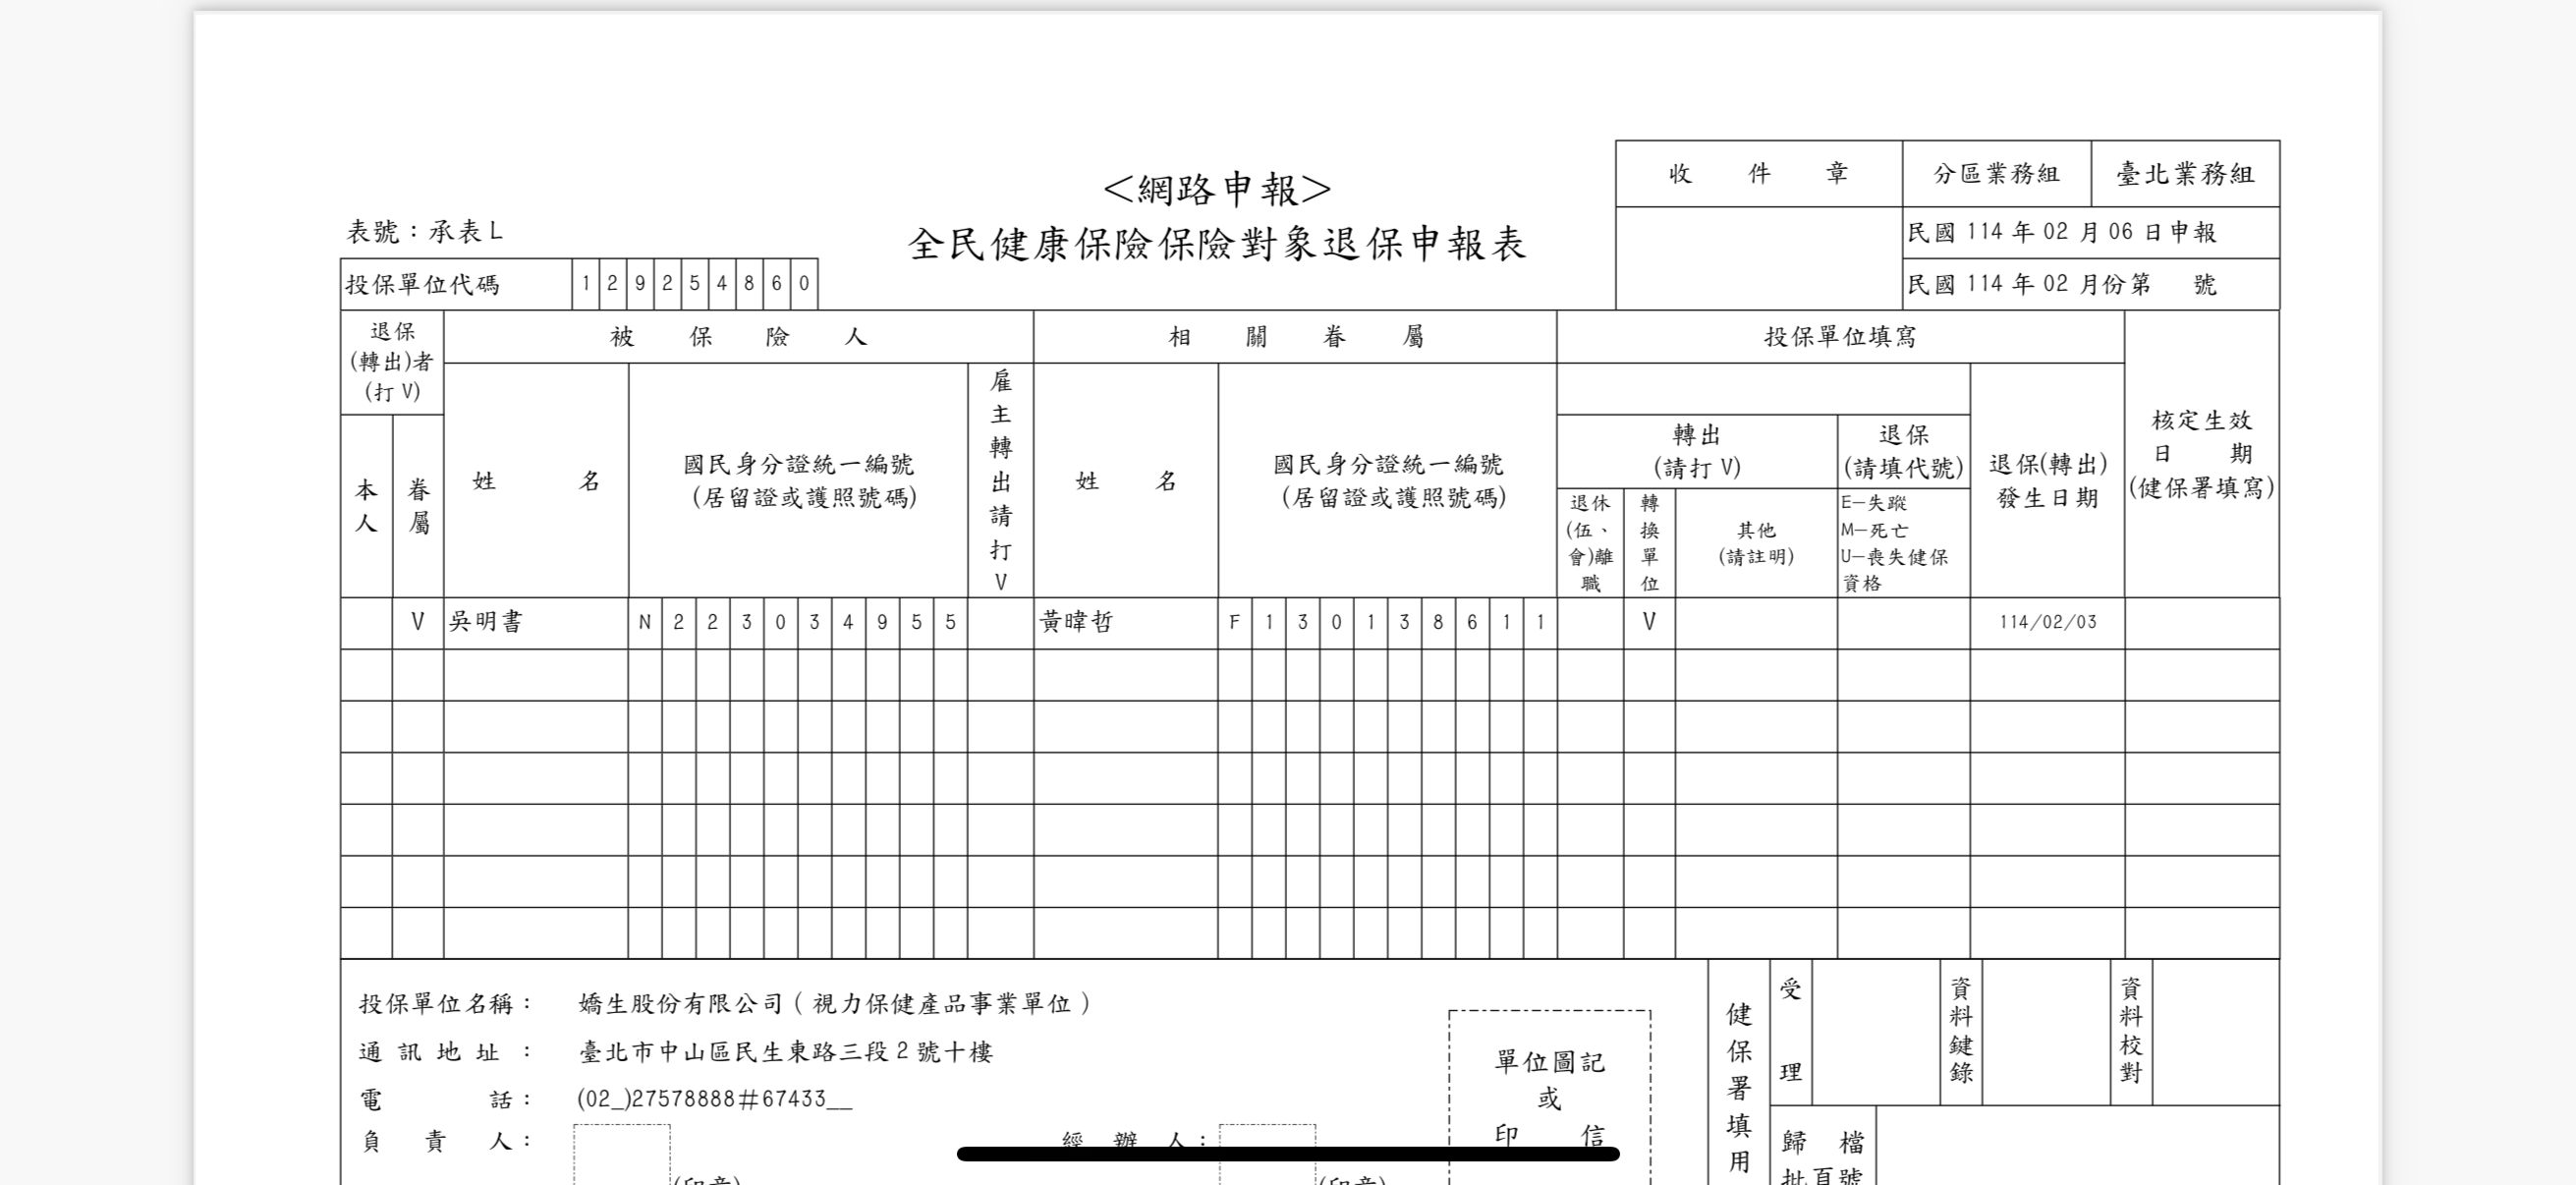 收 件 章 分區業務組 臺北業務組
<網路申報>
表號：承表L 全民健康保險保險對象退保申報表 民國 114 年 02 月 06 日申報
投保單位代碼 1 2 9 2 5 4 8 6 0 民國 114 年 02 月份第 號
退保
(轉出)者
(打 V)
被 保 險 人 相 關 眷 屬 投保單位填寫
本人 眷屬
姓 名
國民身分證統一編號
(居留證或護照號碼)
雇主轉出請打V
姓 名
國民身分證統一編號
(居留證或護照號碼)
轉出
(請打 V)
退休
(伍、
會)離
職
轉換單位
其他
(請註明)
退保
(請填代號)
E—失蹤
M—死亡
U—喪失健保
資格
退保(轉出)
發生日期
核定生效
日 期
(健保署填寫)
V 吳明書 N 2 2 3 0 3 4 9 5 5 黃暐哲 F 1 3 0 1 3 8 6 1 1 V 114/02/03
投保單位名稱： 嬌生股份有限公司（視力保健產品事業單位）
通 訊 地 址 ： 臺北市中山區民生東路三段 2 號十樓
電 話： (02_)27578888#67433__
負 責 人： 經 辦 人：
(印章) (印章)
單位圖記
或
印 信
健保署填用
受 理
資料鍵錄
資料校對
歸 檔
批頁號